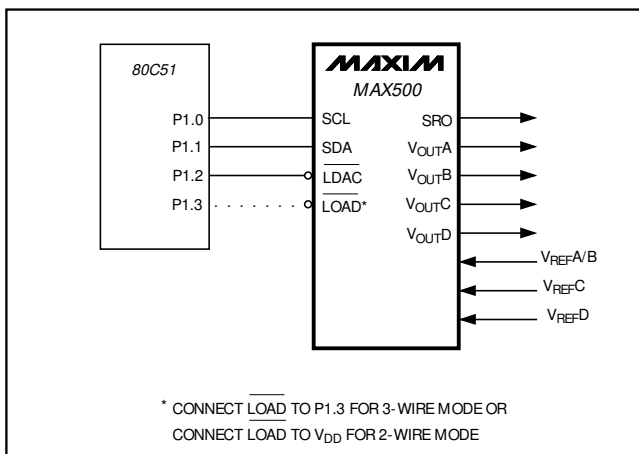 80C51
MAXIM
MAX500
P1.0
SCL
SRO
P1.1
SDA
VOUTA
P1.2
LDAC
VOUTB
P1.3
LOAD*
VOUTC
VOUTD
VREFA/B
VREFC
VREFD
* CONNECT LOAD TO P1.3 FOR 3-WIRE MODE OR
CONNECT LOAD TO VDD FOR 2-WIRE MODE